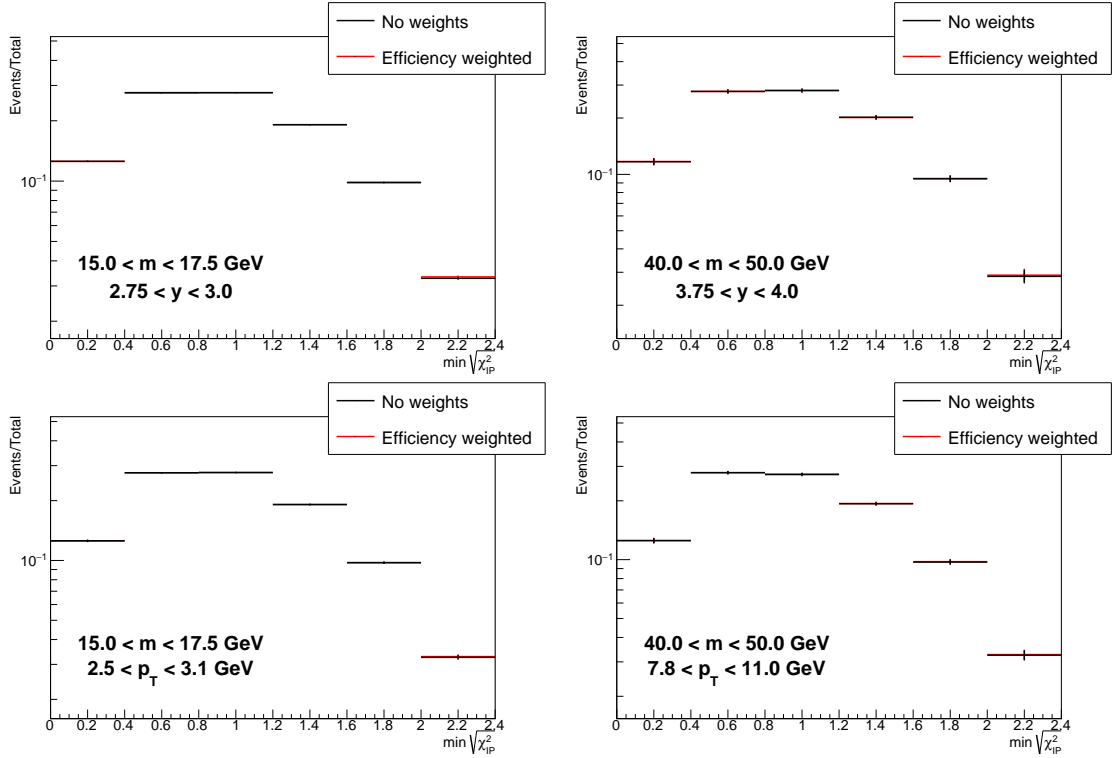 No weights
Efficiency weighted
Events/Total
10⁻¹
15.0 < m < 17.5 GeV
2.75 < y < 3.0
0 0.2 0.4 0.6 0.8 1 1.2 1.4 1.6 1.8 2 2.2 2.4
min √χ²_IP
No weights
Efficiency weighted
Events/Total
10⁻¹
40.0 < m < 50.0 GeV
3.75 < y < 4.0
0 0.2 0.4 0.6 0.8 1 1.2 1.4 1.6 1.8 2 2.2 2.4
min √χ²_IP
No weights
Efficiency weighted
Events/Total
10⁻¹
15.0 < m < 17.5 GeV
2.5 < p_T < 3.1 GeV
0 0.2 0.4 0.6 0.8 1 1.2 1.4 1.6 1.8 2 2.2 2.4
min √χ²_IP
No weights
Efficiency weighted
Events/Total
10⁻¹
40.0 < m < 50.0 GeV
7.8 < p_T < 11.0 GeV
0 0.2 0.4 0.6 0.8 1 1.2 1.4 1.6 1.8 2 2.2 2.4
min √χ²_IP